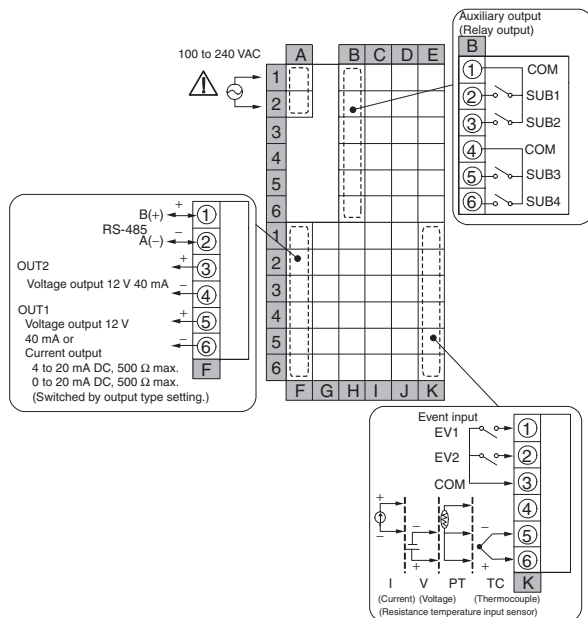 Auxiliary output
(Relay output)
B
1 COM
2 SUB1
3 SUB2
4 COM
5 SUB3
6 SUB4
100 to 240 VAC
A B C D E
1
2
3
4
5
6
1
2
3
4
5
6
F G H I J K
+
B(+) 1
RS-485
−
A(−) 2
+
OUT2 3
−
Voltage output 12 V 40 mA 4
OUT1
+
Voltage output 12 V 5
40 mA or
−
Current output 6
4 to 20 mA DC, 500 Ω max.
F
0 to 20 mA DC, 500 Ω max.
(Switched by output type setting.)
Event input
EV1 1
EV2 2
COM 3
4
+
− − − 5
+ + 6
I V PT TC K
(Current) (Voltage) (Thermocouple)
(Resistance temperature input sensor)